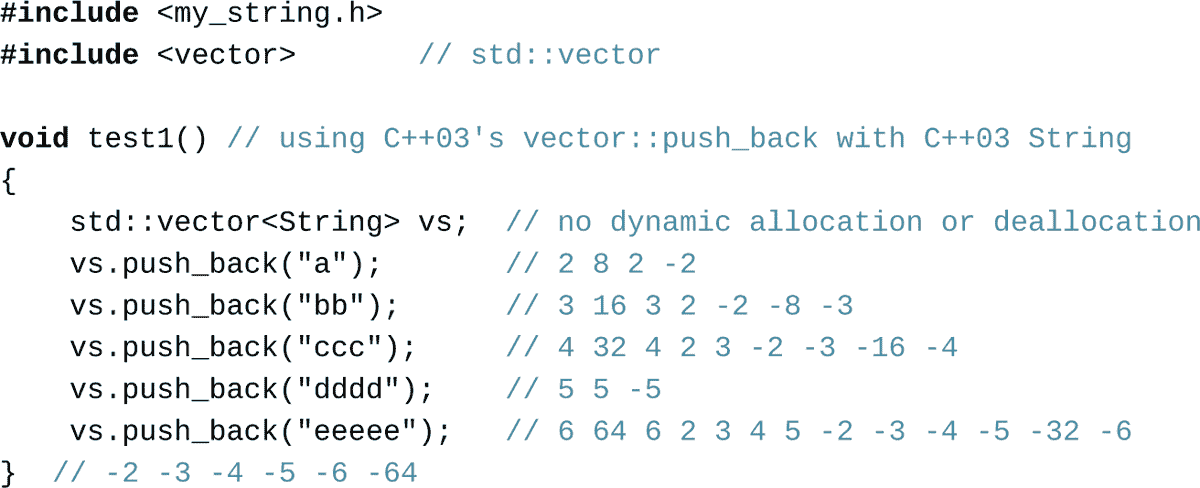 #include <my_string.h>
#include <vector>       // std::vector
void test1() // using C++03's vector::push_back with C++03 String
{
    std::vector<String> vs;  // no dynamic allocation or deallocation
    vs.push_back("a");       // 2 8 2 -2
    vs.push_back("bb");      // 3 16 3 2 -2 -8 -3
    vs.push_back("ccc");     // 4 32 4 2 3 -2 -3 -16 -4
    vs.push_back("dddd");    // 5 5 -5
    vs.push_back("eeeee");   // 6 64 6 2 3 4 5 -2 -3 -4 -5 -32 -6
}  // -2 -3 -4 -5 -6 -64